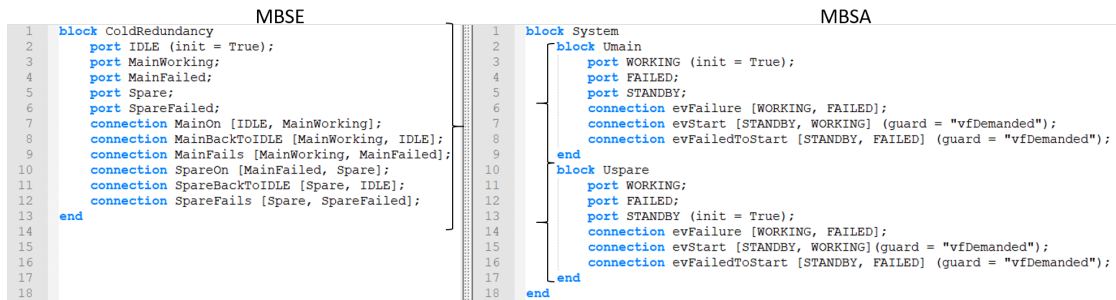 MBSE
1 block ColdRedundancy
2 port IDLE (init = True);
3 port MainWorking;
4 port MainFailed;
5 port Spare;
6 port SpareFailed;
7 connection MainOn [IDLE, MainWorking];
8 connection MainBackToIDLE [MainWorking, IDLE];
9 connection MainFails [MainWorking, MainFailed];
10 connection SpareOn [MainFailed, Spare];
11 connection SpareBackToIDLE [Spare, IDLE];
12 connection SpareFails [Spare, SpareFailed];
13 end
14
15
16
17
18
MBSA
1 block System
2 block Umain
3 port WORKING (init = True);
4 port FAILED;
5 port STANDBY;
6 connection evFailure [WORKING, FAILED];
7 connection evStart [STANDBY, WORKING] (guard = "vfDemanded");
8 connection evFailedToStart [STANDBY, FAILED] (guard = "vfDemanded");
9 end
10 block Uspare
11 port WORKING;
12 port FAILED;
13 port STANDBY (init = True);
14 connection evFailure [WORKING, FAILED];
15 connection evStart [STANDBY, WORKING](guard = "vfDemanded");
16 connection evFailedToStart [STANDBY, FAILED] (guard = "vfDemanded");
17 end
18 end